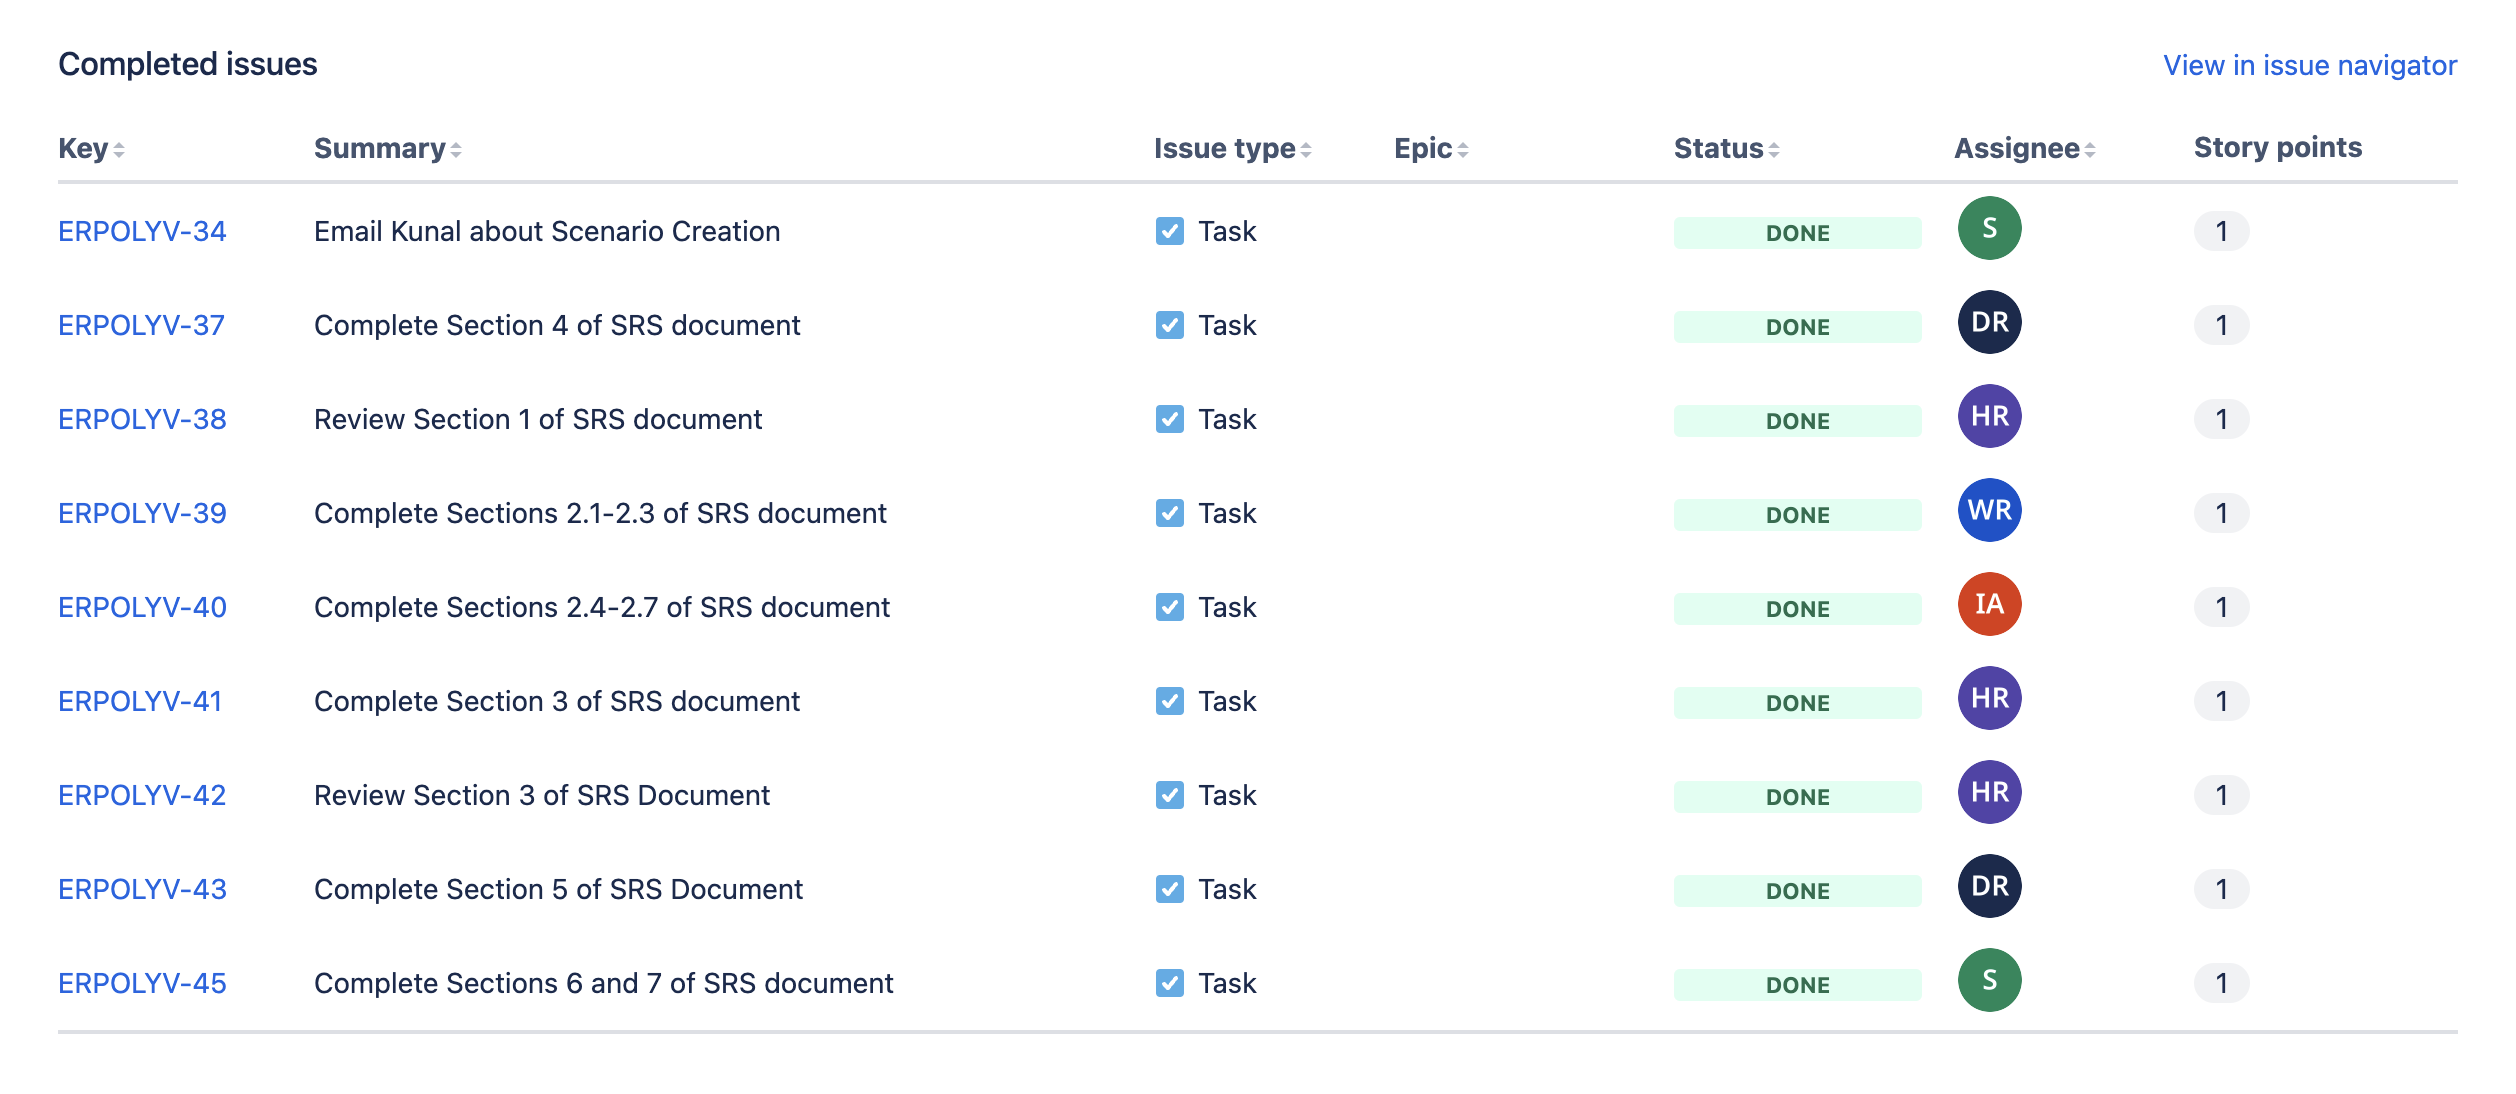 Completed issues View in issue navigator
Key Summary Issue type Epic Status Assignee Story points
ERPOLYV-34 Email Kunal about Scenario Creation Task DONE S 1
ERPOLYV-37 Complete Section 4 of SRS document Task DONE DR 1
ERPOLYV-38 Review Section 1 of SRS document Task DONE HR 1
ERPOLYV-39 Complete Sections 2.1-2.3 of SRS document Task DONE WR 1
ERPOLYV-40 Complete Sections 2.4-2.7 of SRS document Task DONE IA 1
ERPOLYV-41 Complete Section 3 of SRS document Task DONE HR 1
ERPOLYV-42 Review Section 3 of SRS Document Task DONE HR 1
ERPOLYV-43 Complete Section 5 of SRS Document Task DONE DR 1
ERPOLYV-45 Complete Sections 6 and 7 of SRS document Task DONE S 1